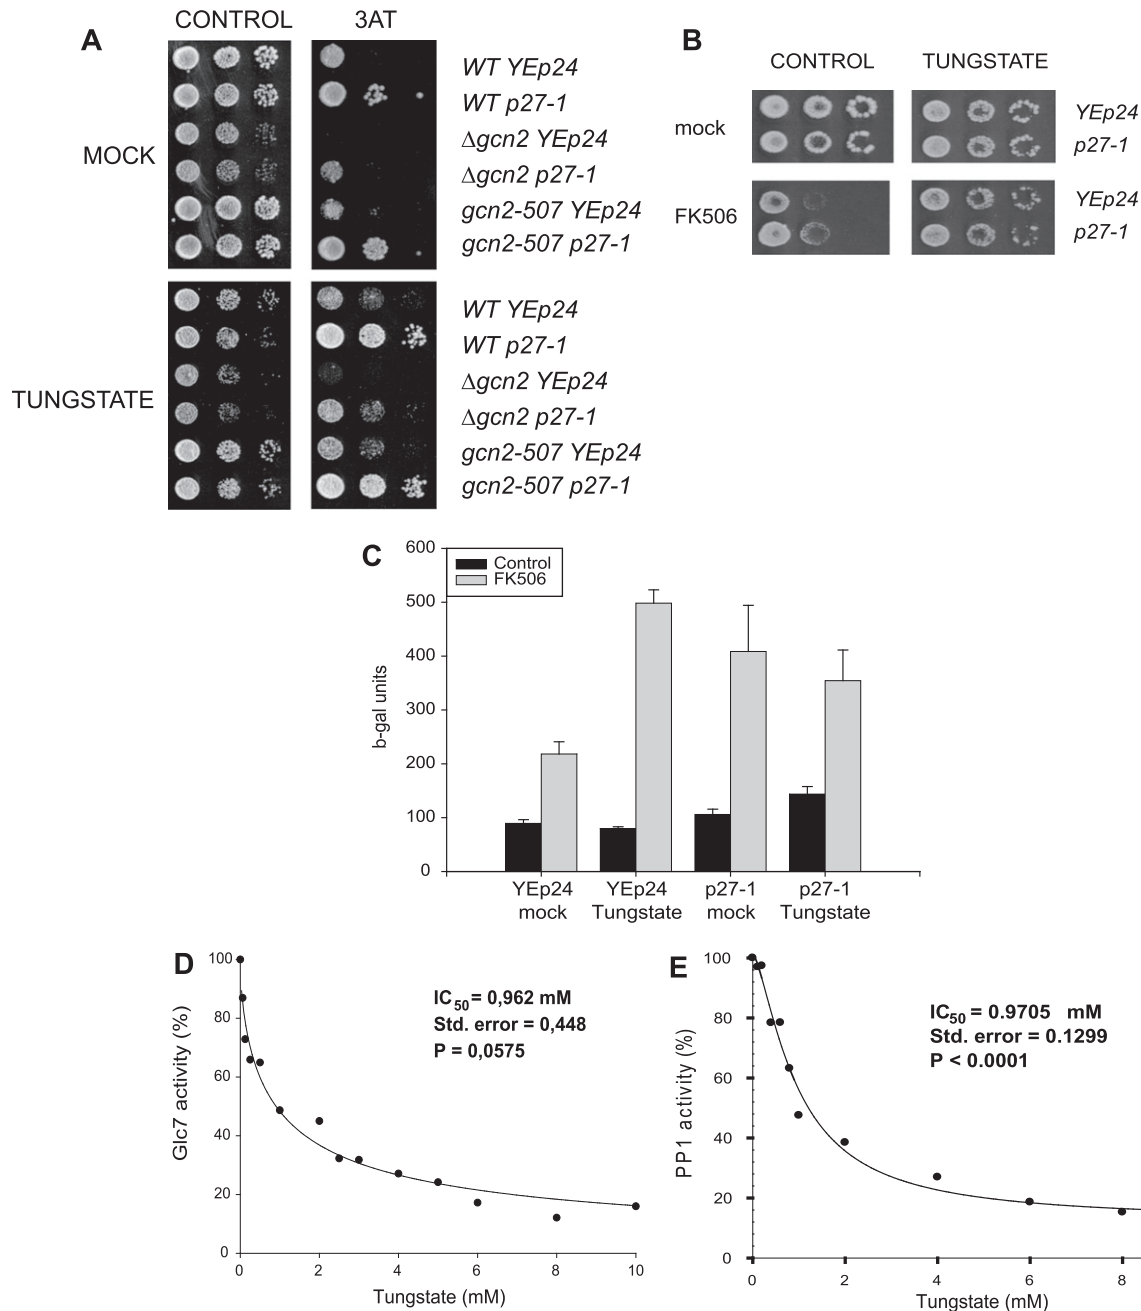 A
CONTROL 3AT
MOCK
WT YEp24
WT p27-1
Δgcn2 YEp24
Δgcn2 p27-1
gcn2-507 YEp24
gcn2-507 p27-1
TUNGSTATE
WT YEp24
WT p27-1
Δgcn2 YEp24
Δgcn2 p27-1
gcn2-507 YEp24
gcn2-507 p27-1
B
CONTROL TUNGSTATE
mock
YEp24
p27-1
FK506
YEp24
p27-1
C
600
500
400
300
200
100
0
b-gal units
Control
FK506
YEp24 YEp24 p27-1 p27-1
mock Tungstate mock Tungstate
D
100
80
60
40
20
0
Glc7 activity (%)
IC50 = 0,962 mM
Std. error = 0,448
P = 0,0575
0 2 4 6 8 10
Tungstate (mM)
E
100
80
60
40
20
0
PP1 activity (%)
IC50 = 0.9705 mM
Std. error = 0.1299
P < 0.0001
0 2 4 6 8
Tungstate (mM)